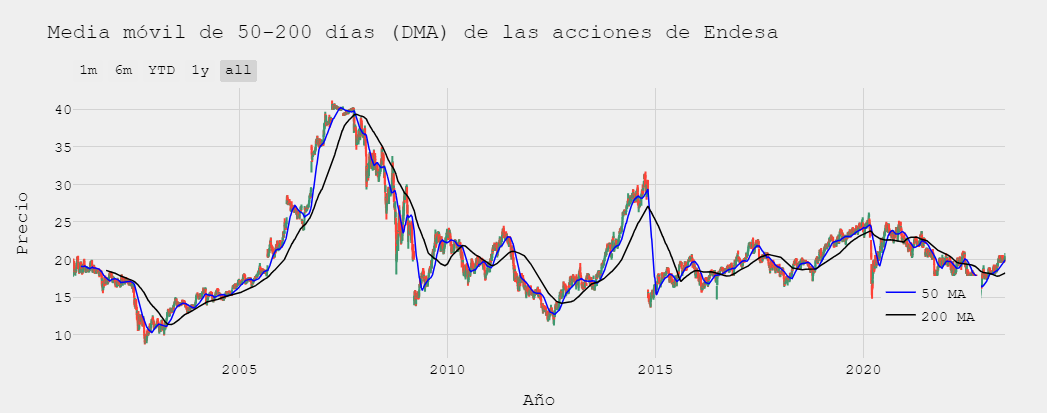 Media móvil de 50-200 días (DMA) de las acciones de Endesa
1m 6m YTD 1y all
40
35
30
25
20
15
10
Precio
50 MA
200 MA
2005 2010 2015 2020
Año